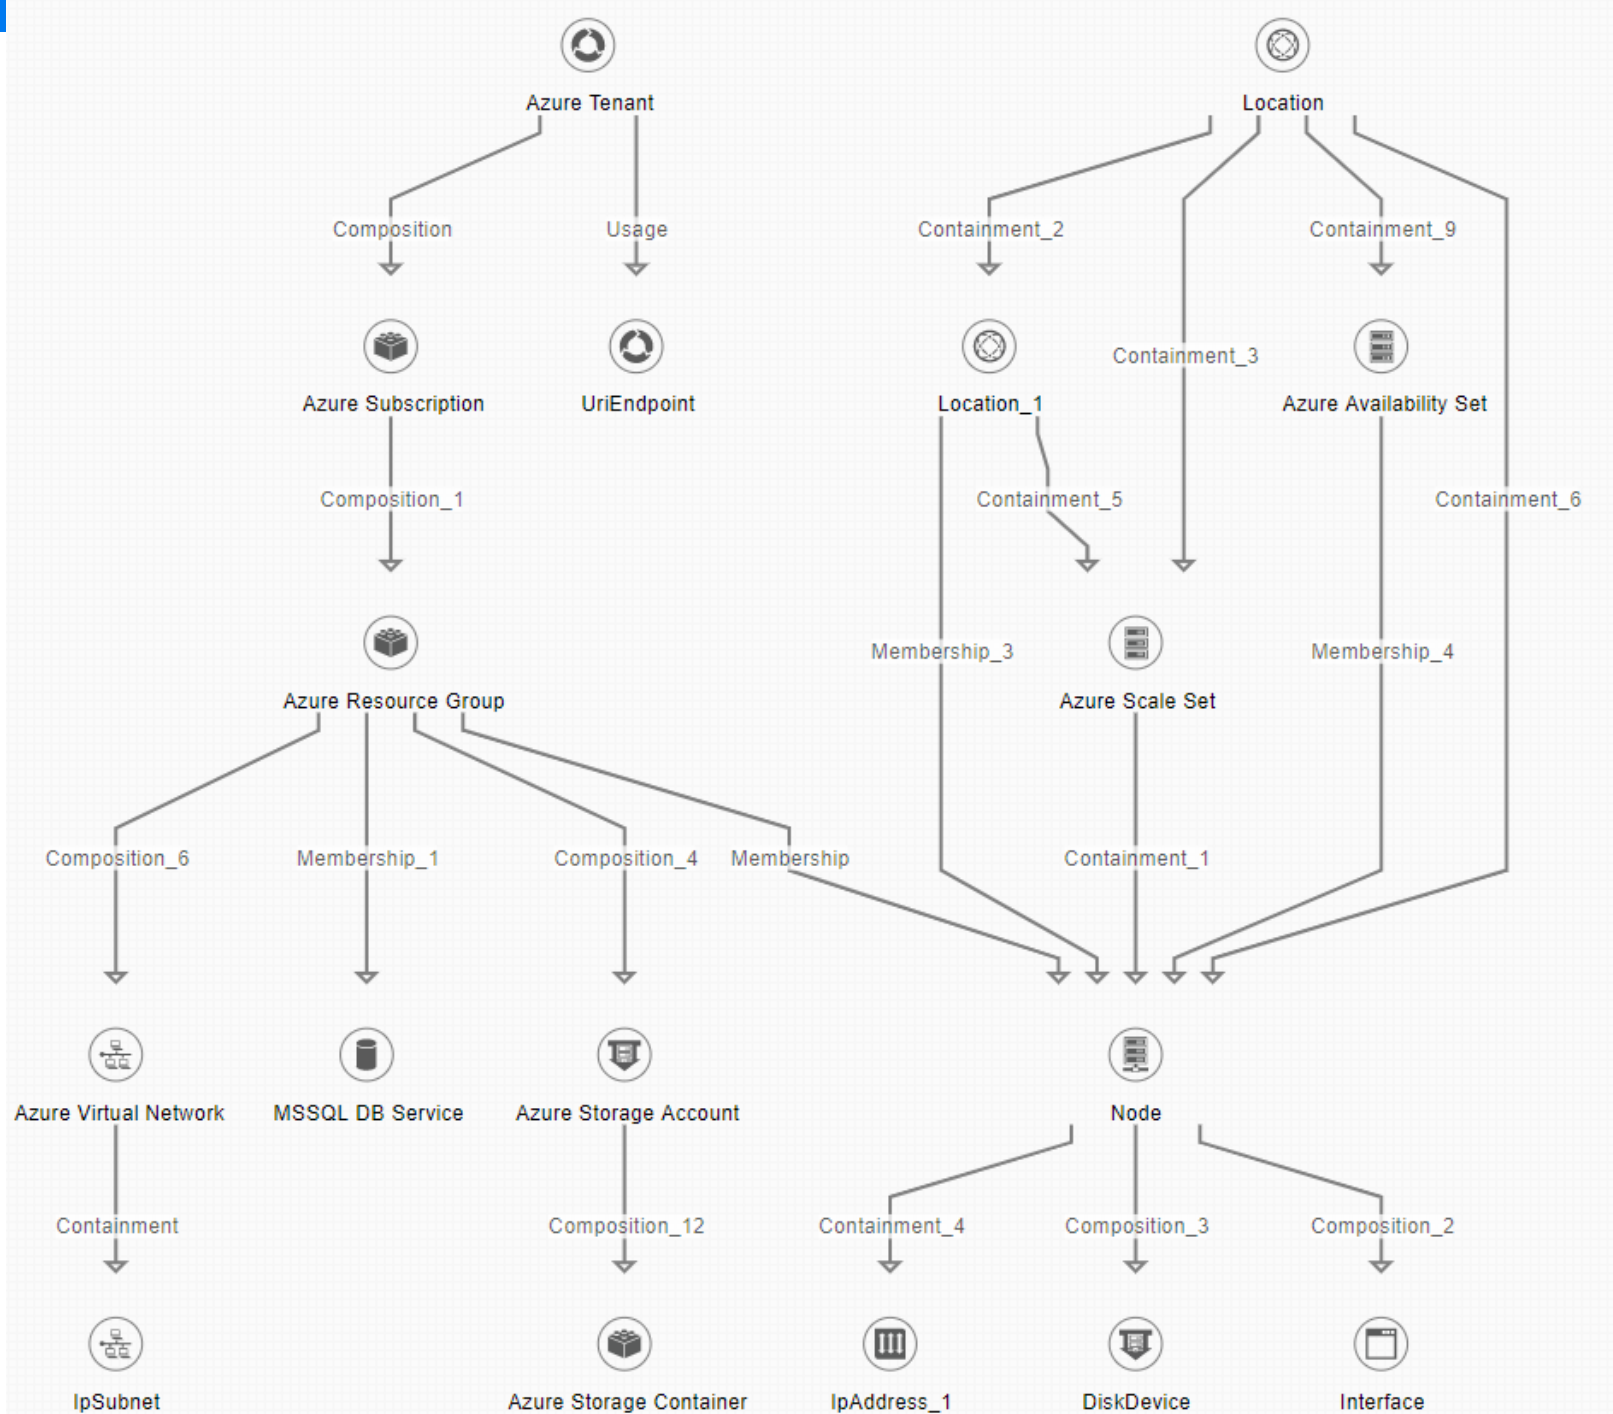 Azure Tenant
Location
Composition
Usage
Containment_2
Containment_9
Containment_3
Azure Subscription
UriEndpoint
Location_1
Azure Availability Set
Composition_1
Containment_5
Containment_6
Membership_3
Membership_4
Azure Resource Group
Azure Scale Set
Composition_6
Membership_1
Composition_4
Membership
Containment_1
Azure Virtual Network
MSSQL DB Service
Azure Storage Account
Node
Containment
Composition_12
Containment_4
Composition_3
Composition_2
IpSubnet
Azure Storage Container
IpAddress_1
DiskDevice
Interface